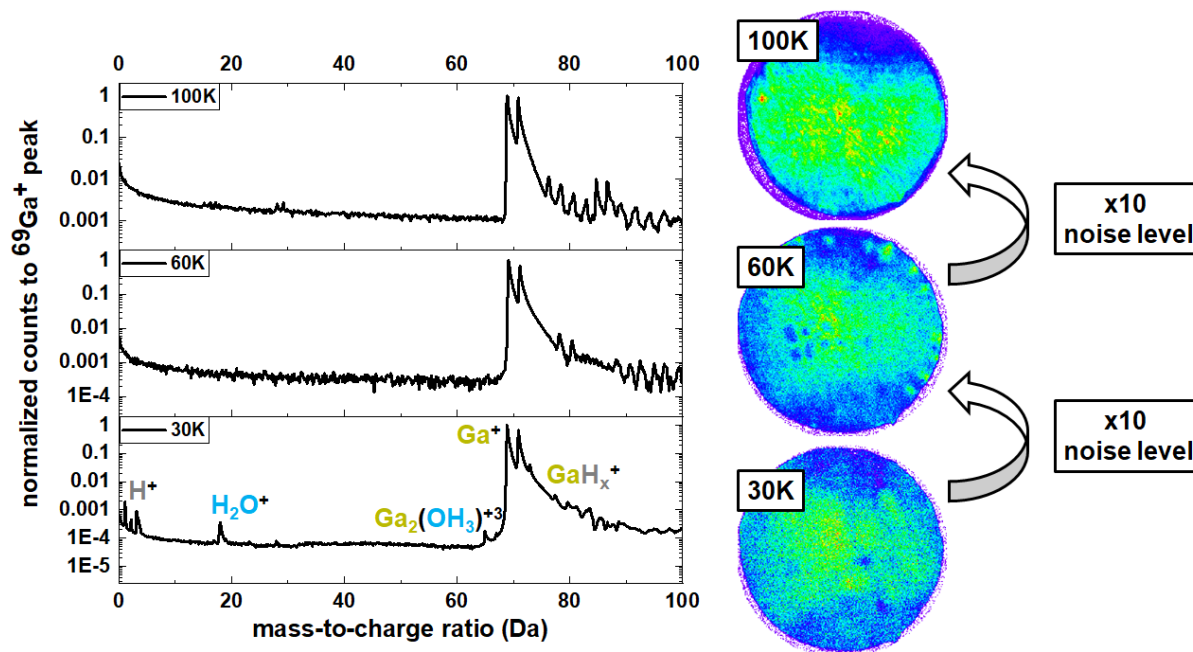 0 20 40 60 80 100
normalized counts to ⁶⁹Ga⁺ peak
1
0.1
0.01
0.001
100K
1
0.1
0.01
0.001
1E-4
60K
1
0.1
0.01
0.001
1E-4
1E-5
30K
H⁺
H₂O⁺
Ga₂(OH₃)⁺³
Ga⁺
GaHₓ⁺
0 20 40 60 80 100
mass-to-charge ratio (Da)
100K
x10
noise level
60K
x10
noise level
30K